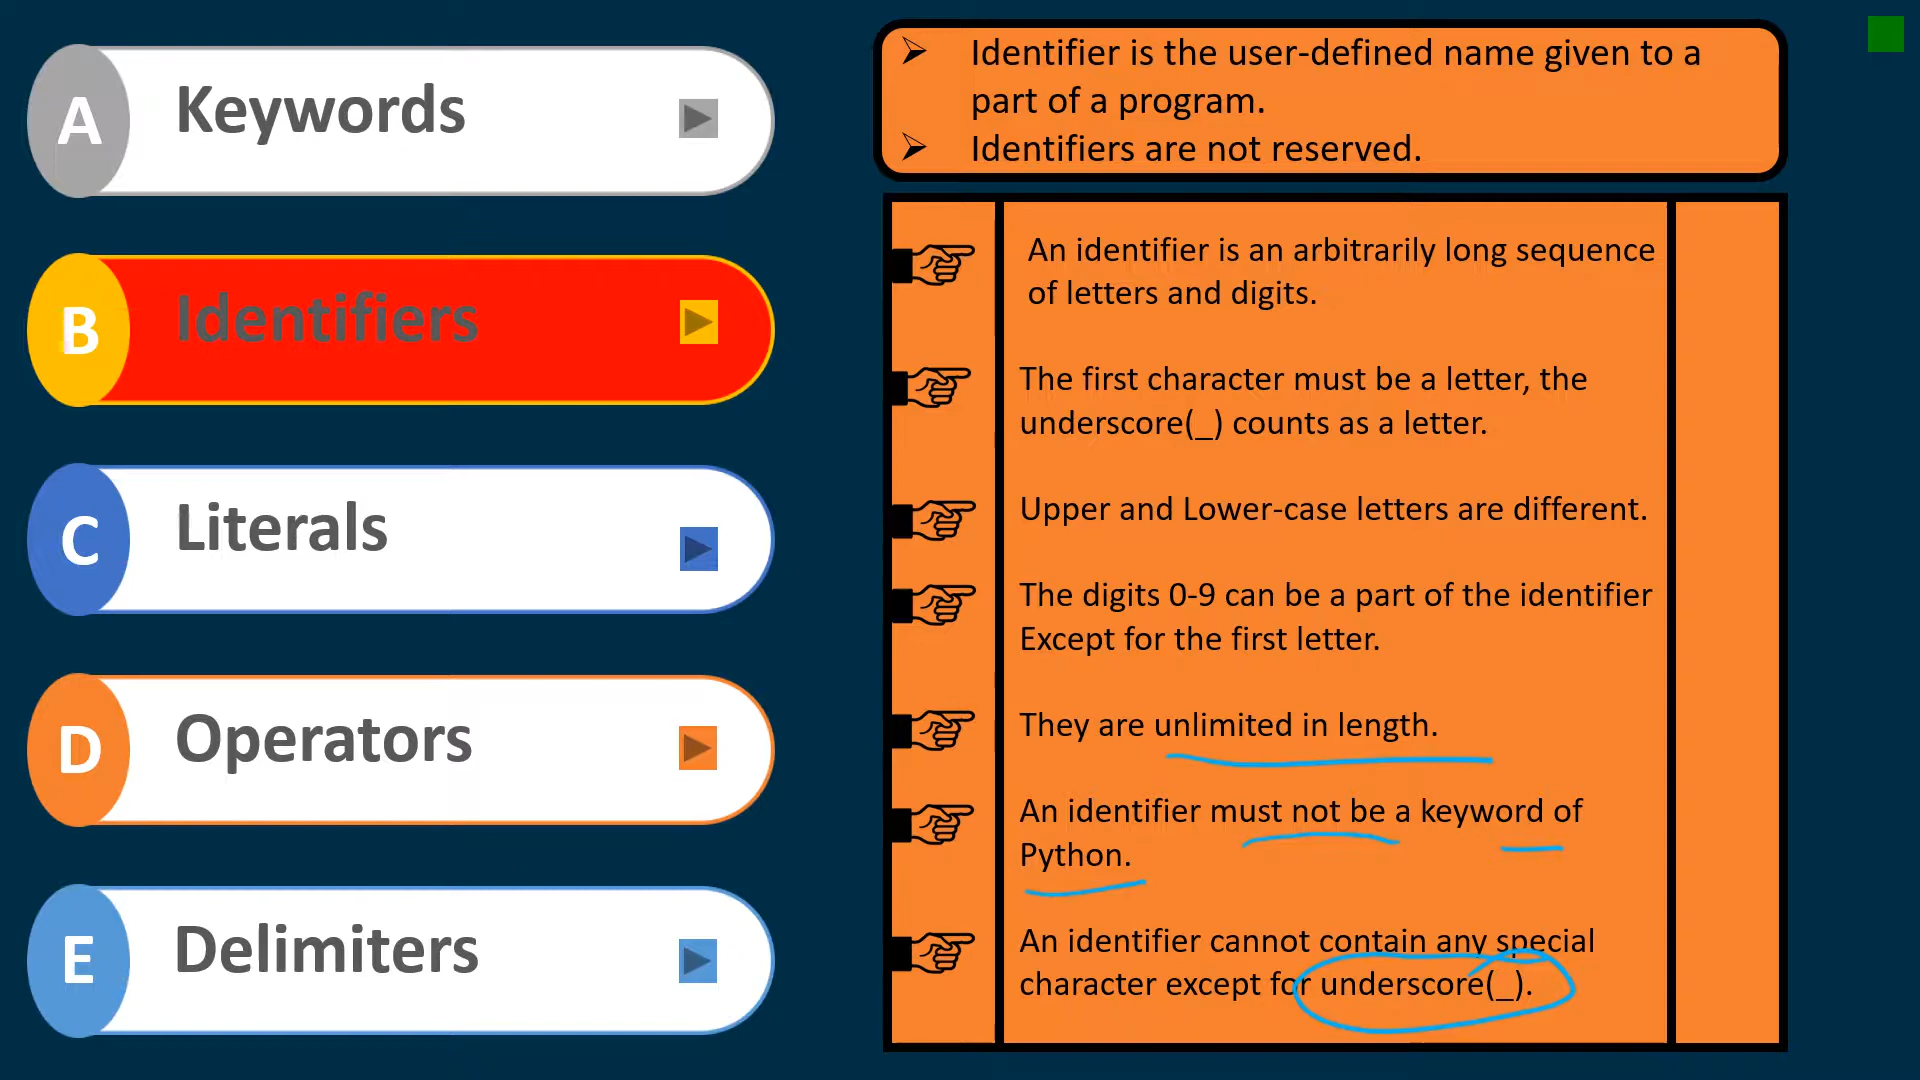 A Keywords
B Identifiers
C Literals
D Operators
E Delimiters
Identifier is the user-defined name given to a
part of a program.
Identifiers are not reserved.
An identifier is an arbitrarily long sequence
of letters and digits.
The first character must be a letter, the
underscore(_) counts as a letter.
Upper and Lower-case letters are different.
The digits 0-9 can be a part of the identifier
Except for the first letter.
They are unlimited in length.
An identifier must not be a keyword of
Python.
An identifier cannot contain any special
character except for underscore(_).